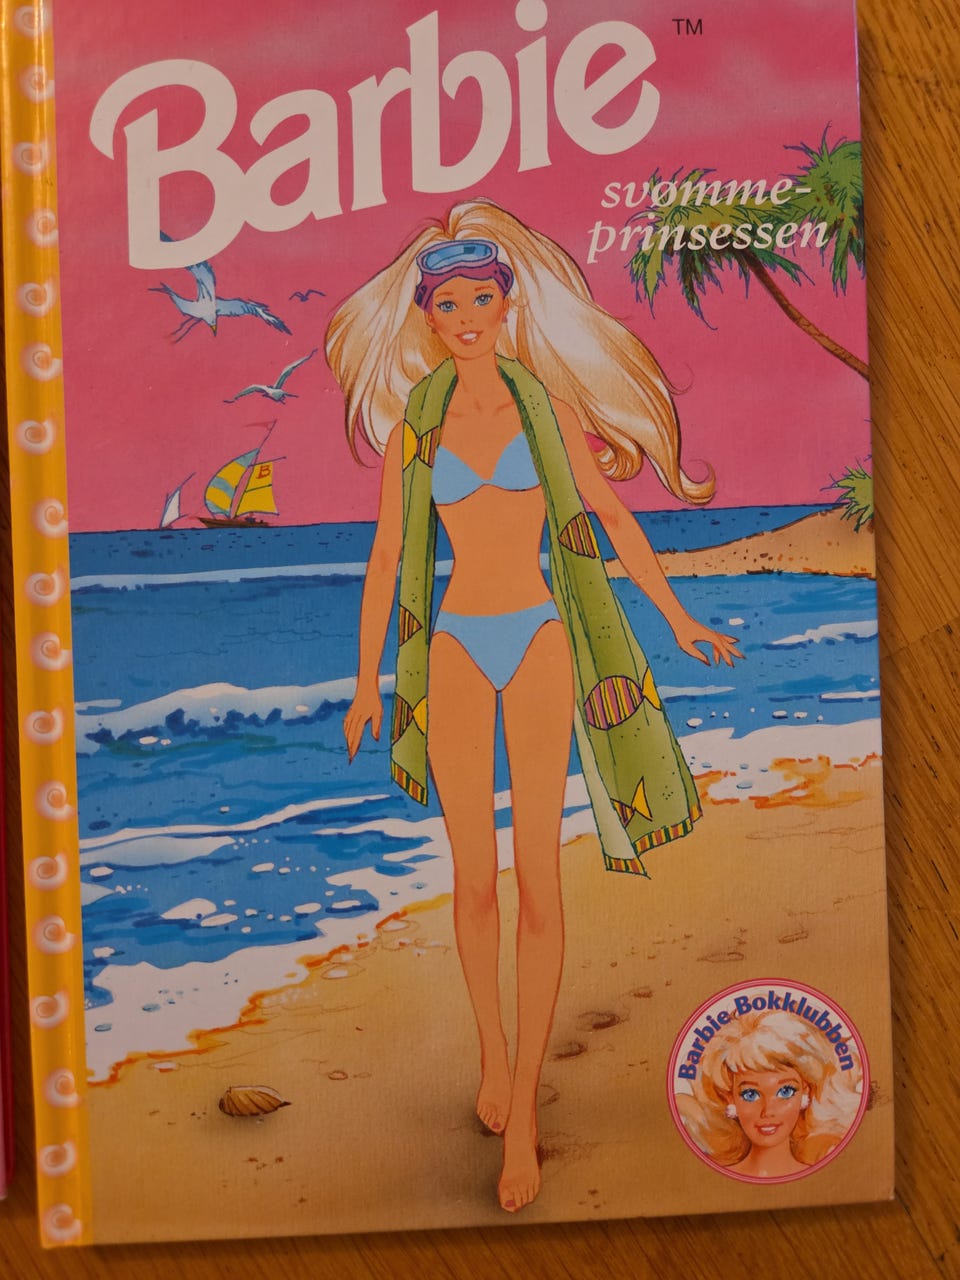 Barbie™
svømme-
prinsessen
B
Barbie Bokklubben